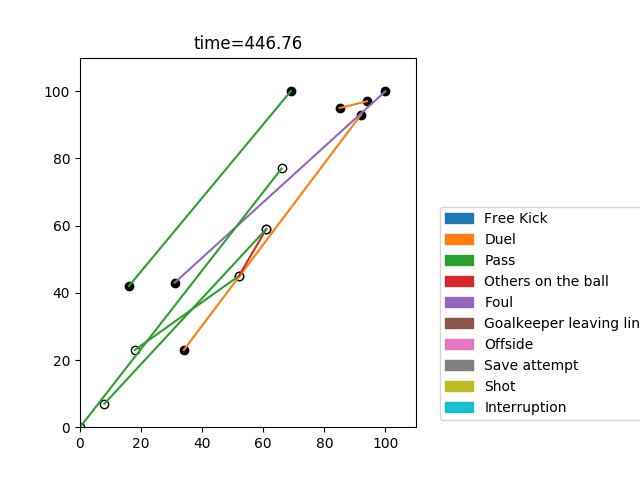 time=446.76
100
80
60
40
20
0
0 20 40 60 80 100
Free Kick
Duel
Pass
Others on the ball
Foul
Goalkeeper leaving lin
Offside
Save attempt
Shot
Interruption